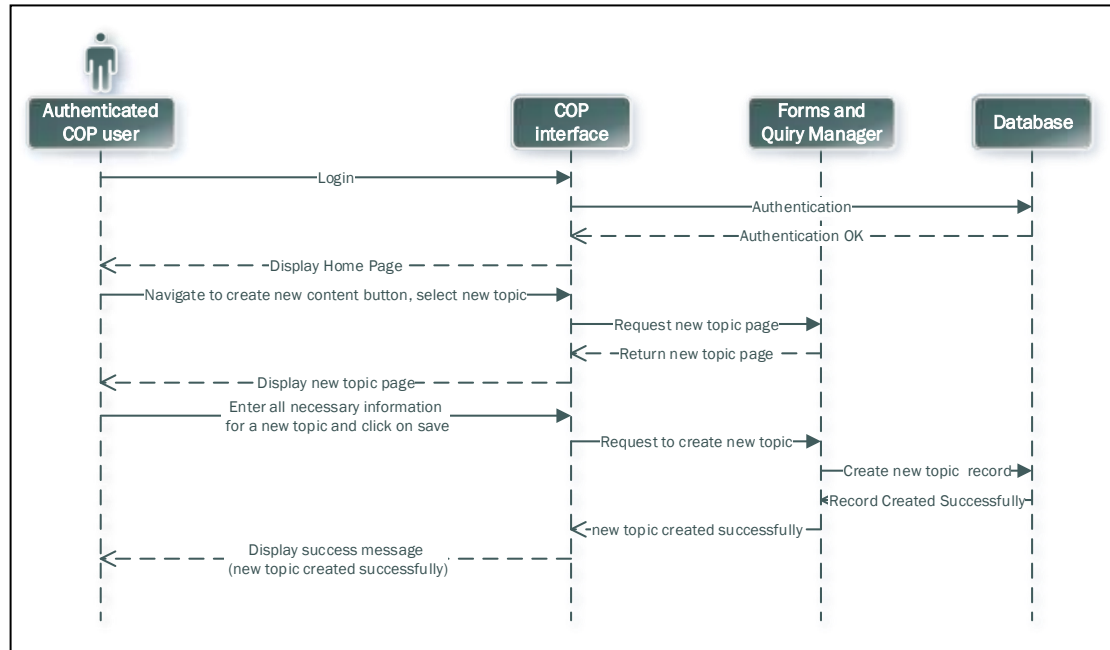 Authenticated
COP user
COP
interface
Forms and
Quiry Manager
Database
Login
Authentication
Authentication OK
Display Home Page
Navigate to create new content button, select new topic
Request new topic page
Return new topic page
Display new topic page
Enter all necessary information
for a new topic and click on save
Request to create new topic
Create new topic record
Record Created Successfully
new topic created successfully
Display success message
(new topic created successfully)